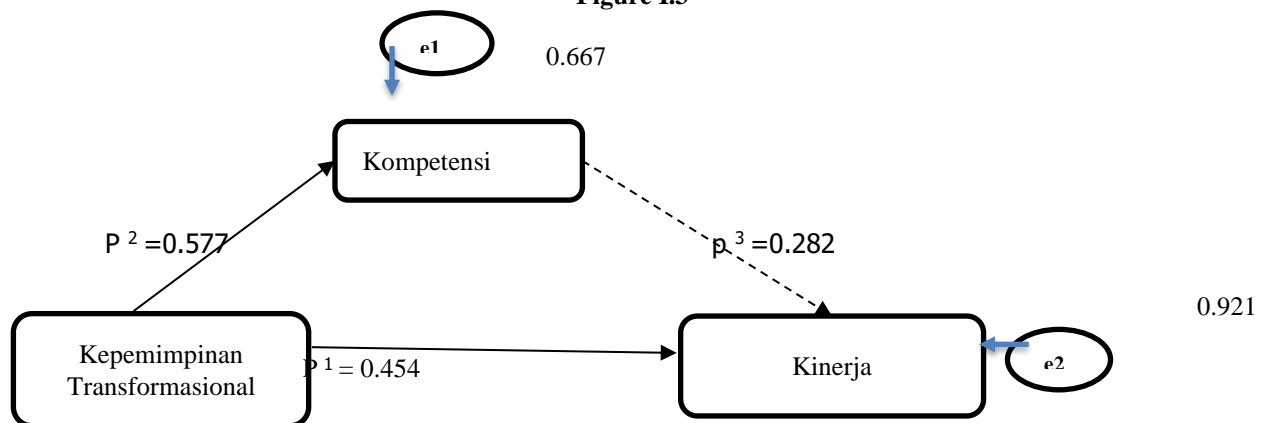 Figure 1.3
e1
0.667
Kompetensi
P 2 =0.577
p 3 =0.282
0.921
Kepemimpinan
Transformasional
P 1 = 0.454
Kinerja
e2